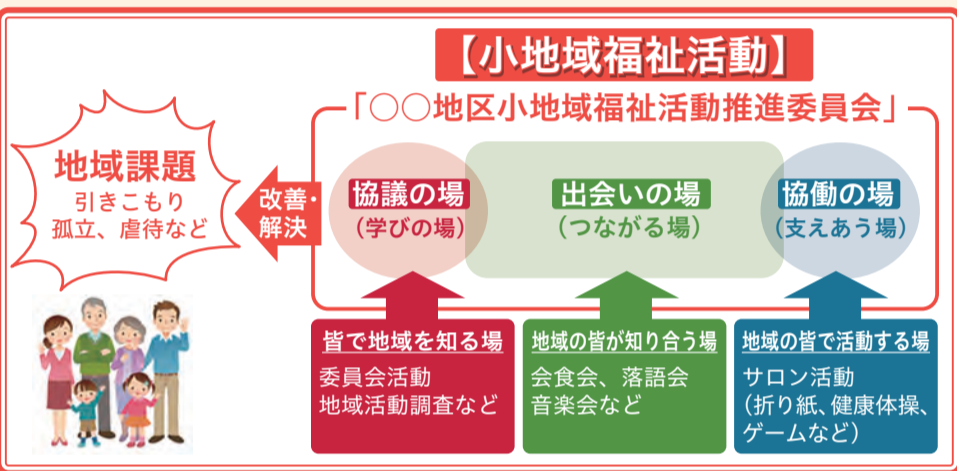 【小地域福祉活動】
「○○地区小地域福祉活動推進委員会」
地域課題
引きこもり
孤立、虐待など
改善・
解決
協議の場
（学びの場）
出会いの場
（つながる場）
協働の場
（支えあう場）
皆で地域を知る場
委員会活動
地域活動調査など
地域の皆が知り合う場
会食会、落語会
音楽会など
地域の皆で活動する場
サロン活動
（折り紙、健康体操、
ゲームなど）